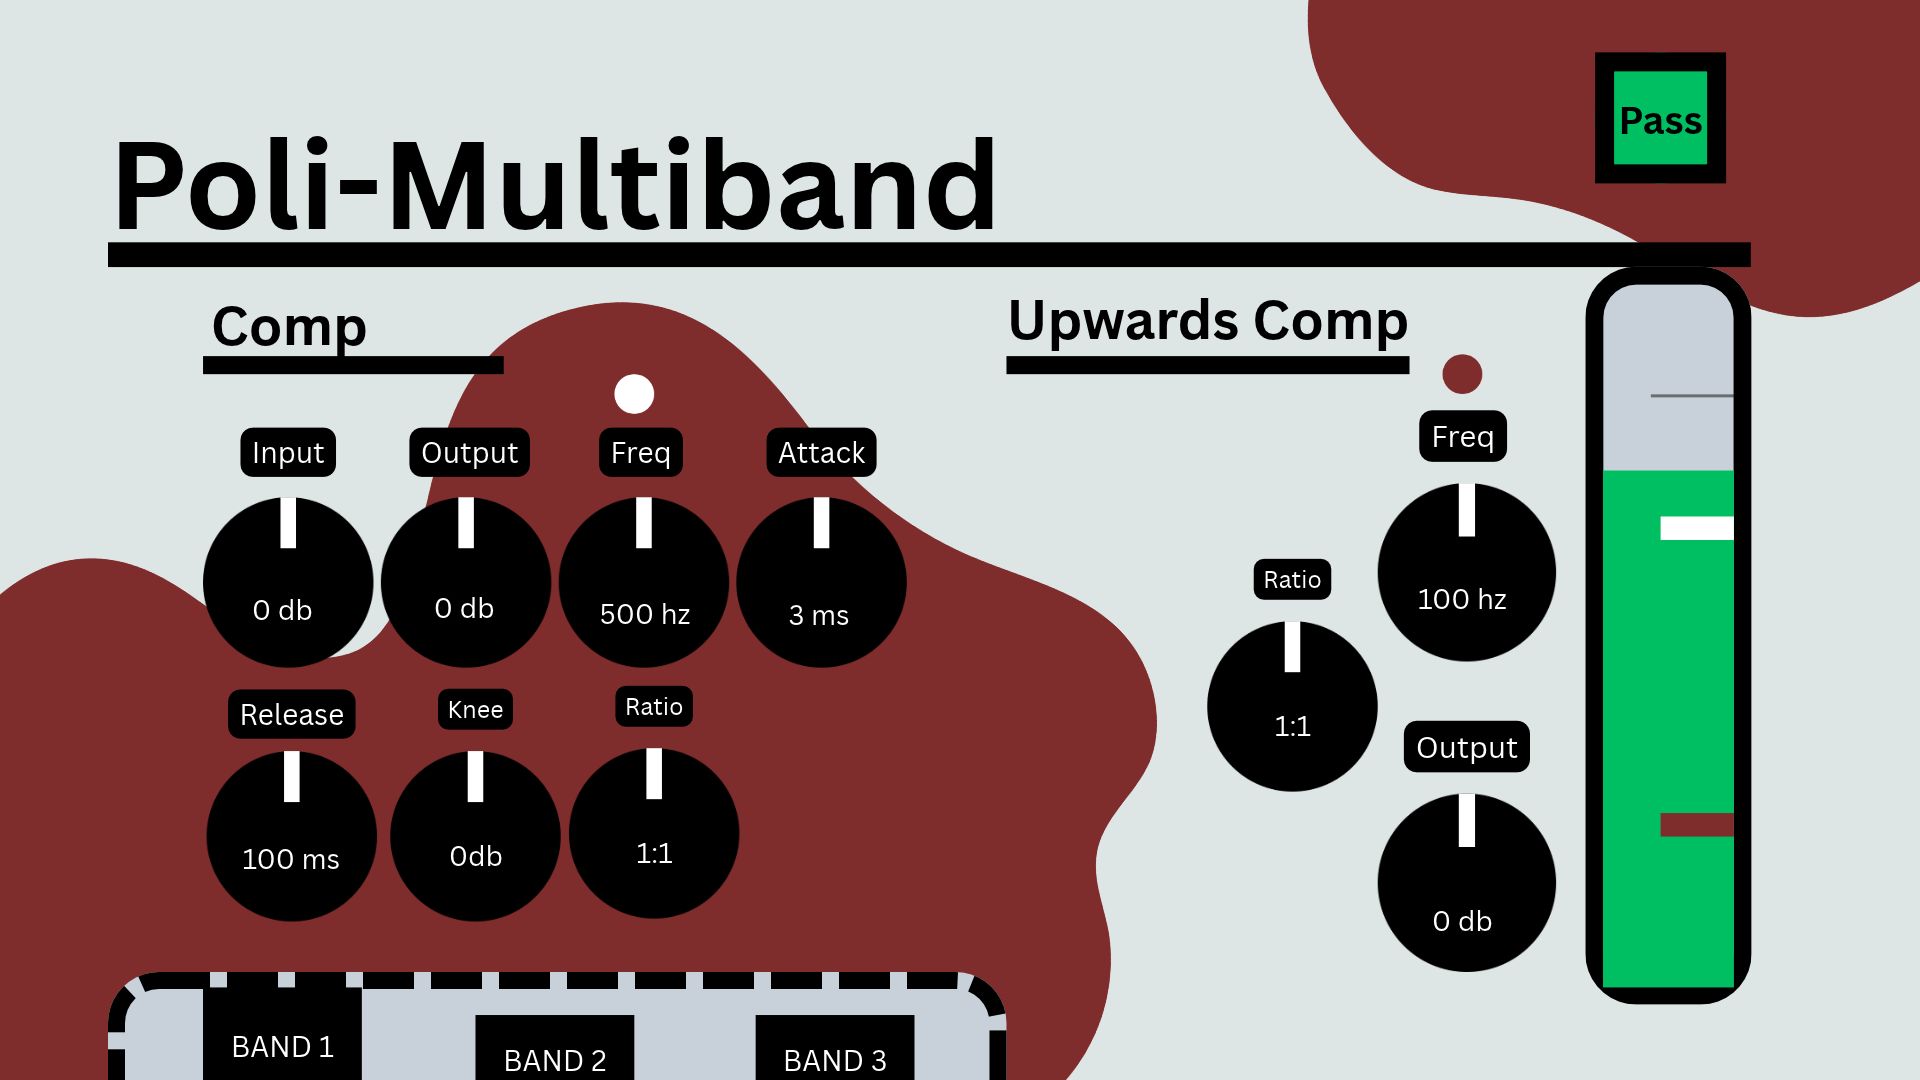 Pass
Poli-Multiband
Comp
Upwards Comp
Input
Output
Freq
Attack
0 db
0 db
500 hz
3 ms
Release
Knee
Ratio
100 ms
0db
1:1
Freq
100 hz
Ratio
1:1
Output
0 db
BAND 1
BAND 2
BAND 3